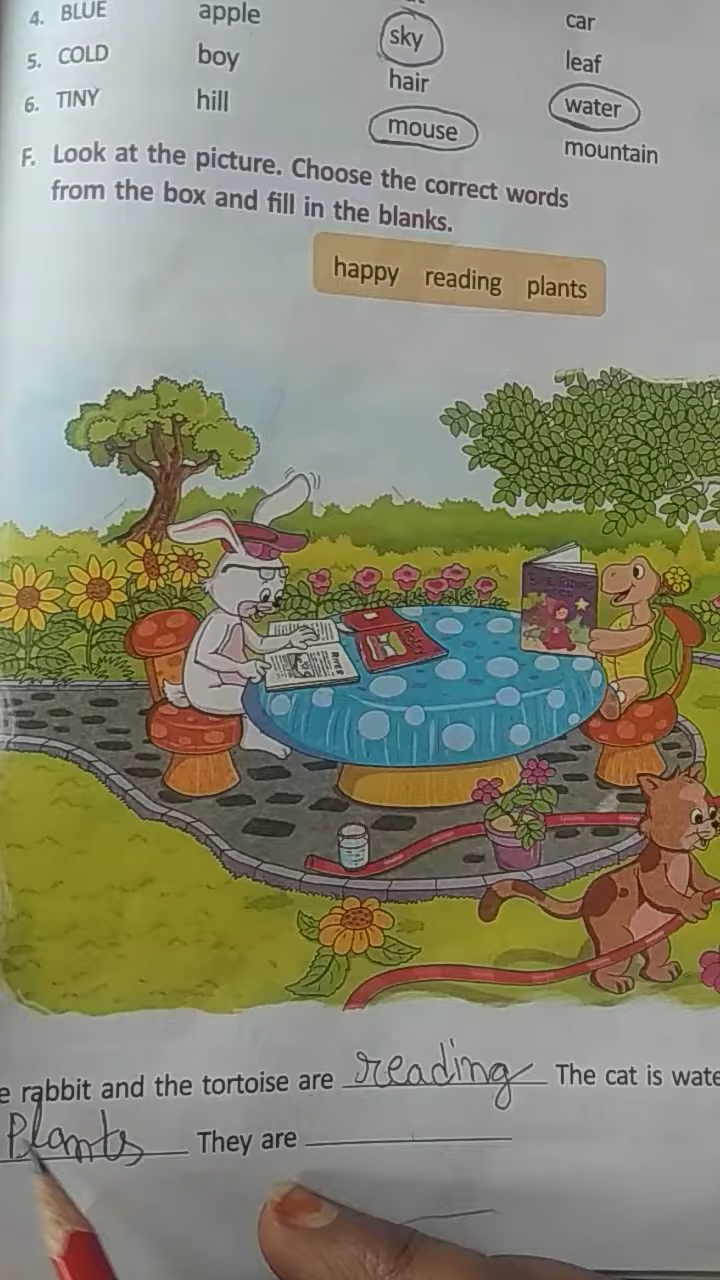 4. BLUE apple car
5. COLD boy sky leaf
6. TINY hill hair water
mouse mountain
F. Look at the picture. Choose the correct words
from the box and fill in the blanks.
happy reading plants
RIVER
e rabbit and the tortoise are reading The cat is wate
Plants They are